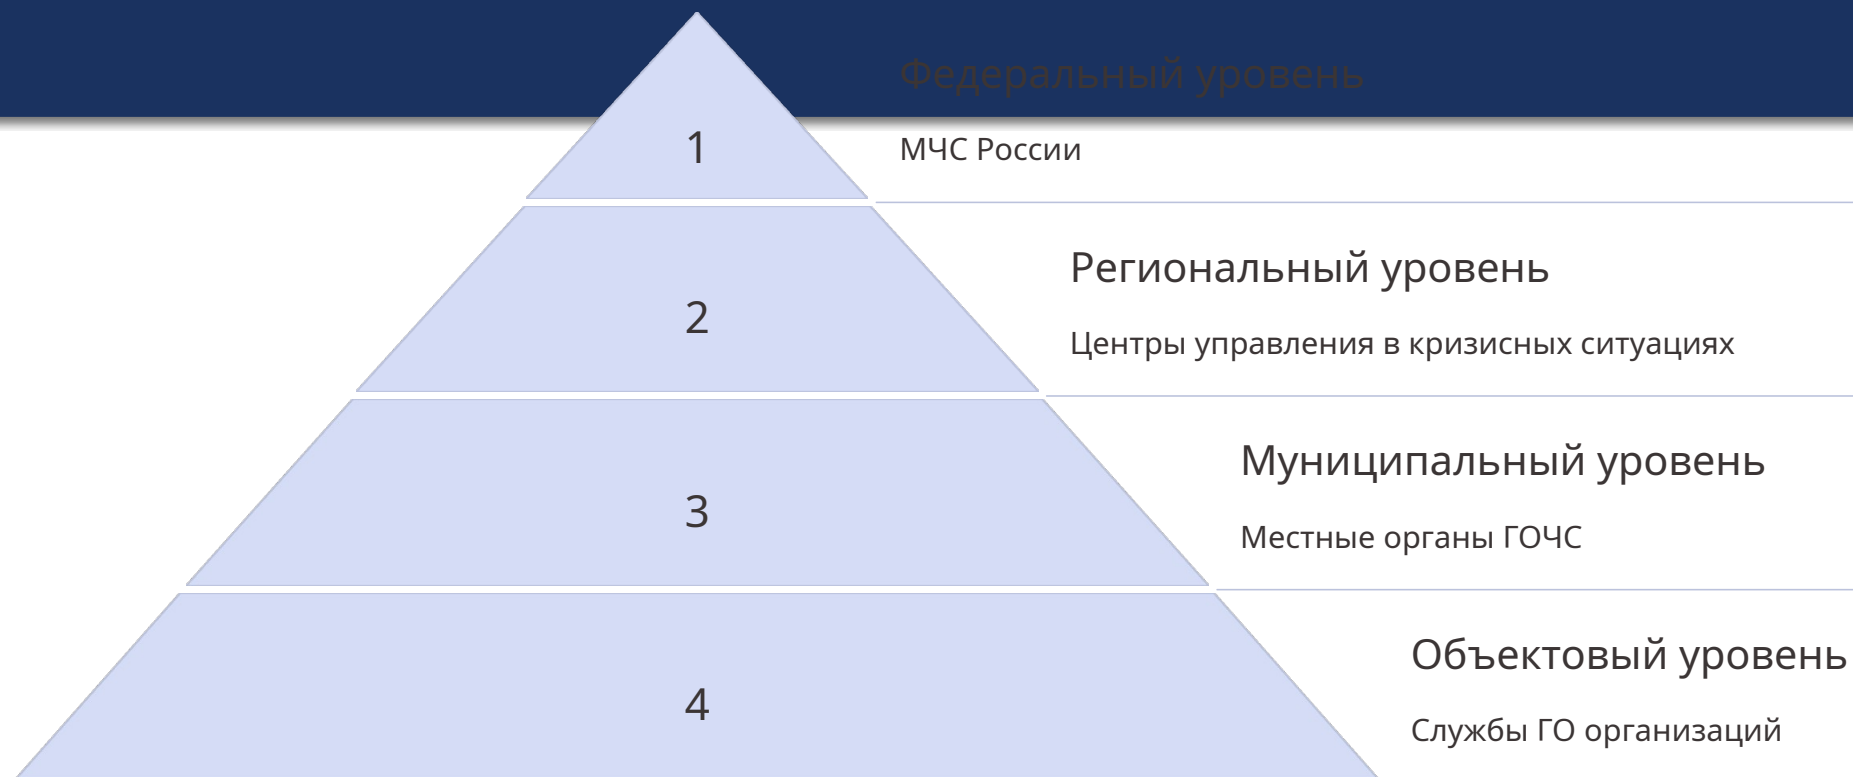 Федеральный уровень
1
МЧС России
Региональный уровень
2
Центры управления в кризисных ситуациях
Муниципальный уровень
3
Местные органы ГОЧС
Объектовый уровень
4
Службы ГО организаций